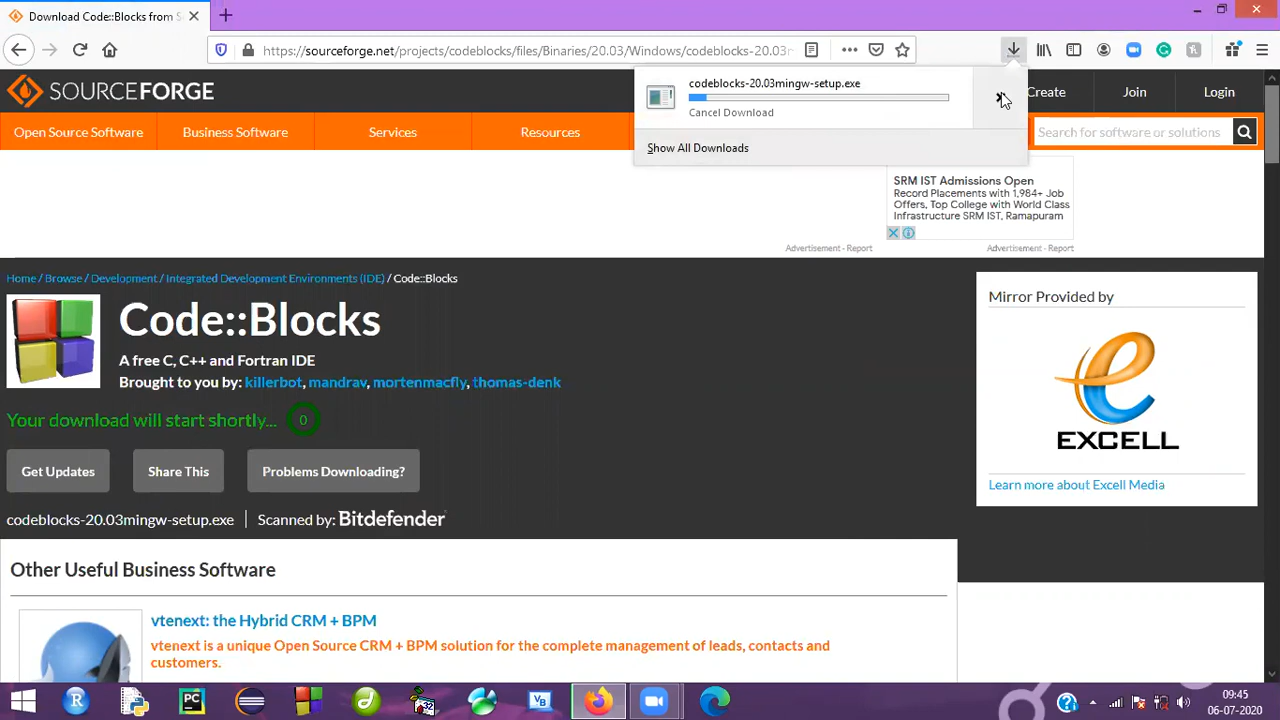 Download Code::Blocks from S
https://sourceforge.net/projects/codeblocks/files/Binaries/20.03/Windows/codeblocks-20.03m
codeblocks-20.03mingw-setup.exe
Cancel Download
Show All Downloads
SOURCEFORGE
Create
Join
Login
Open Source Software
Business Software
Services
Resources
Search for software or solutions
SRM IST Admissions Open
Record Placements with 1,984+ Job
Offers, Top College with World Class
Infrastructure SRM IST, Ramapuram
Advertisement - Report
Advertisement - Report
Home / Browse / Development / Integrated Development Environments (IDE) / Code::Blocks
Code::Blocks
A free C, C++ and Fortran IDE
Brought to you by: killerbot, mandrav, mortenmacfly, thomas-denk
Your download will start shortly... 0
Get Updates
Share This
Problems Downloading?
codeblocks-20.03mingw-setup.exe
Scanned by: Bitdefender
Mirror Provided by
EXCELL
Learn more about Excell Media
Other Useful Business Software
vtenext: the Hybrid CRM + BPM
vtenext is a unique Open Source CRM + BPM solution for the complete management of leads, contacts and
customers.
R
PC
32
VB
09:45
06-07-2020